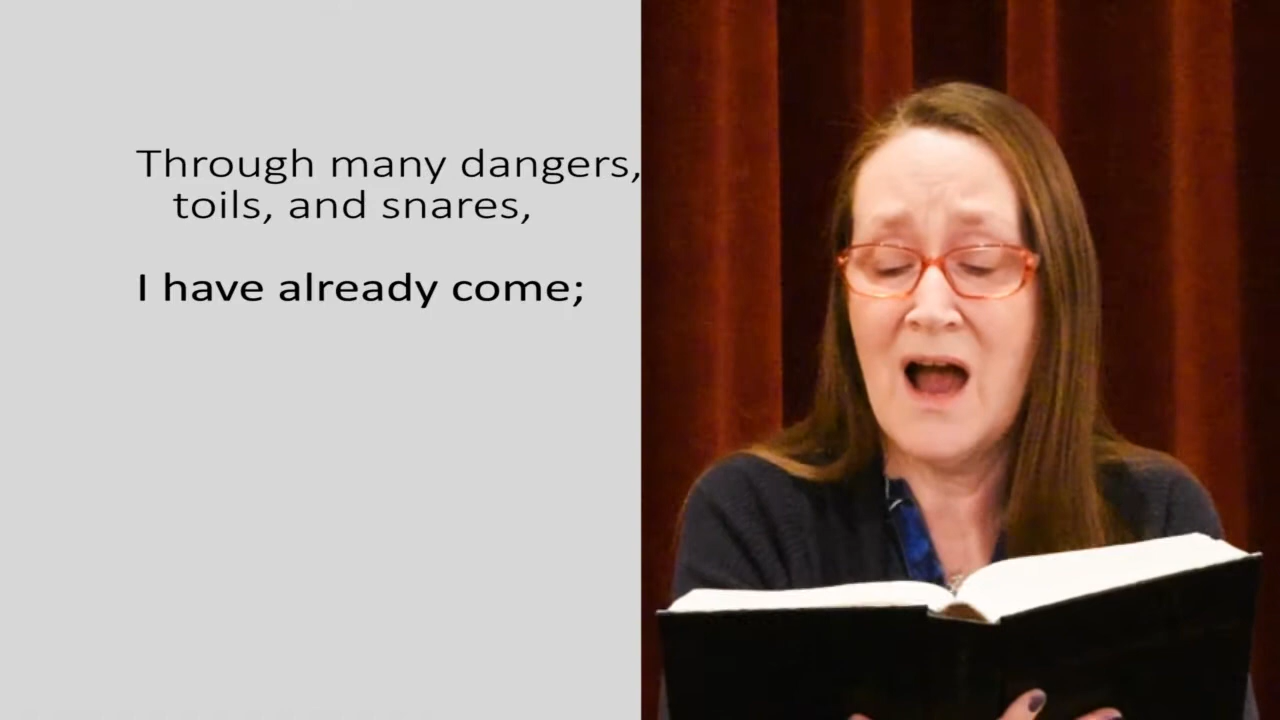 Through many dangers,
toils, and snares,
I have already come;